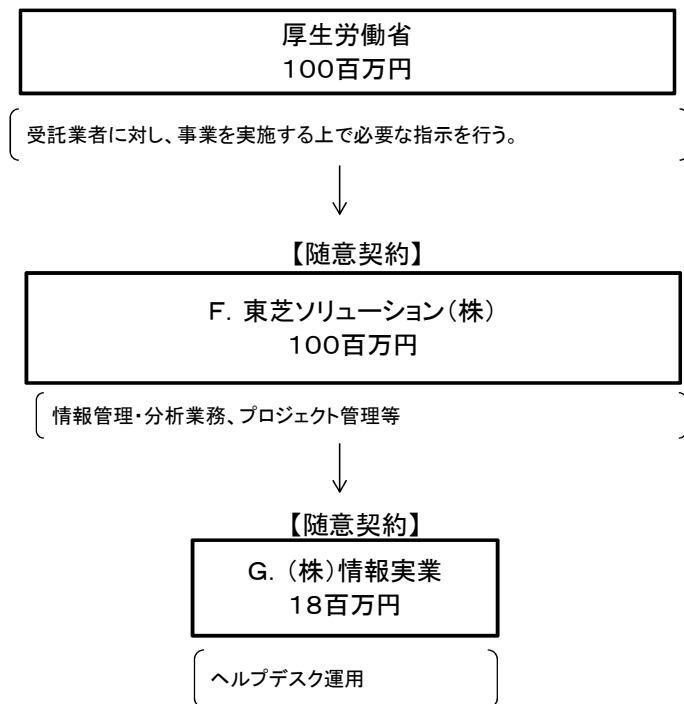 厚生労働省
100百万円
受託業者に対し、事業を実施する上で必要な指示を行う。
【随意契約】
F. 東芝ソリューション(株)
100百万円
情報管理・分析業務、プロジェクト管理等
【随意契約】
G. (株)情報実業
18百万円
ヘルプデスク運用